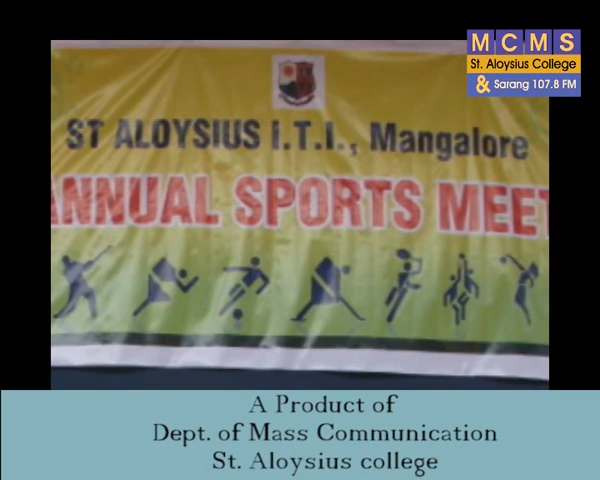 MCMS
St. Aloysius College
& Sarang 107.8 FM
ST ALOYSIUS I.T.I., Mangalore
ANNUAL SPORTS MEET
A Product of
Dept. of Mass Communication
St. Aloysius college